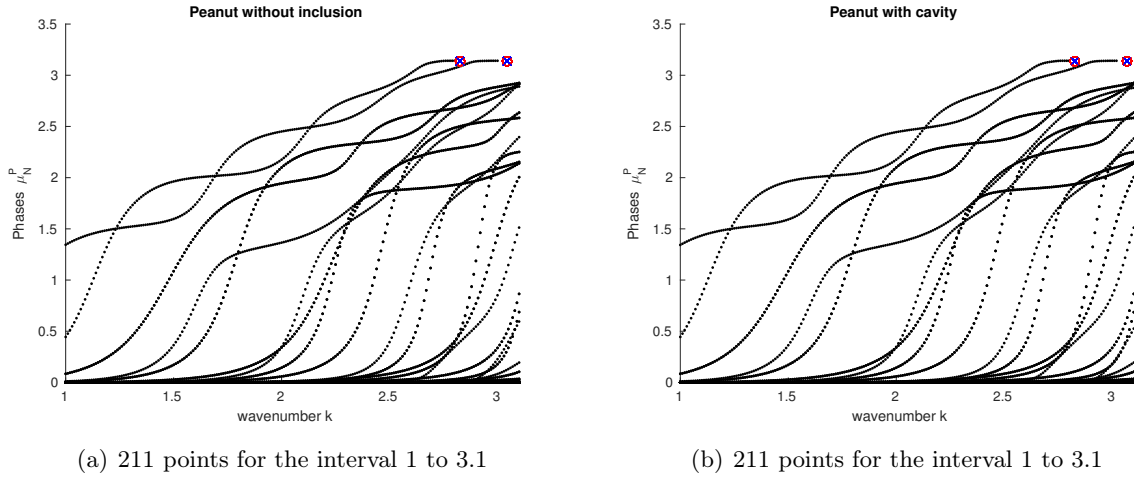 Peanut without inclusion
3.5
3
2.5
2
1.5
1
0.5
0
Phases μ_N^P
1 1.5 2 2.5 3
wavenumber k
(a) 211 points for the interval 1 to 3.1
Peanut with cavity
3.5
3
2.5
2
1.5
1
0.5
0
Phases μ_N^P
1 1.5 2 2.5 3
wavenumber k
(b) 211 points for the interval 1 to 3.1